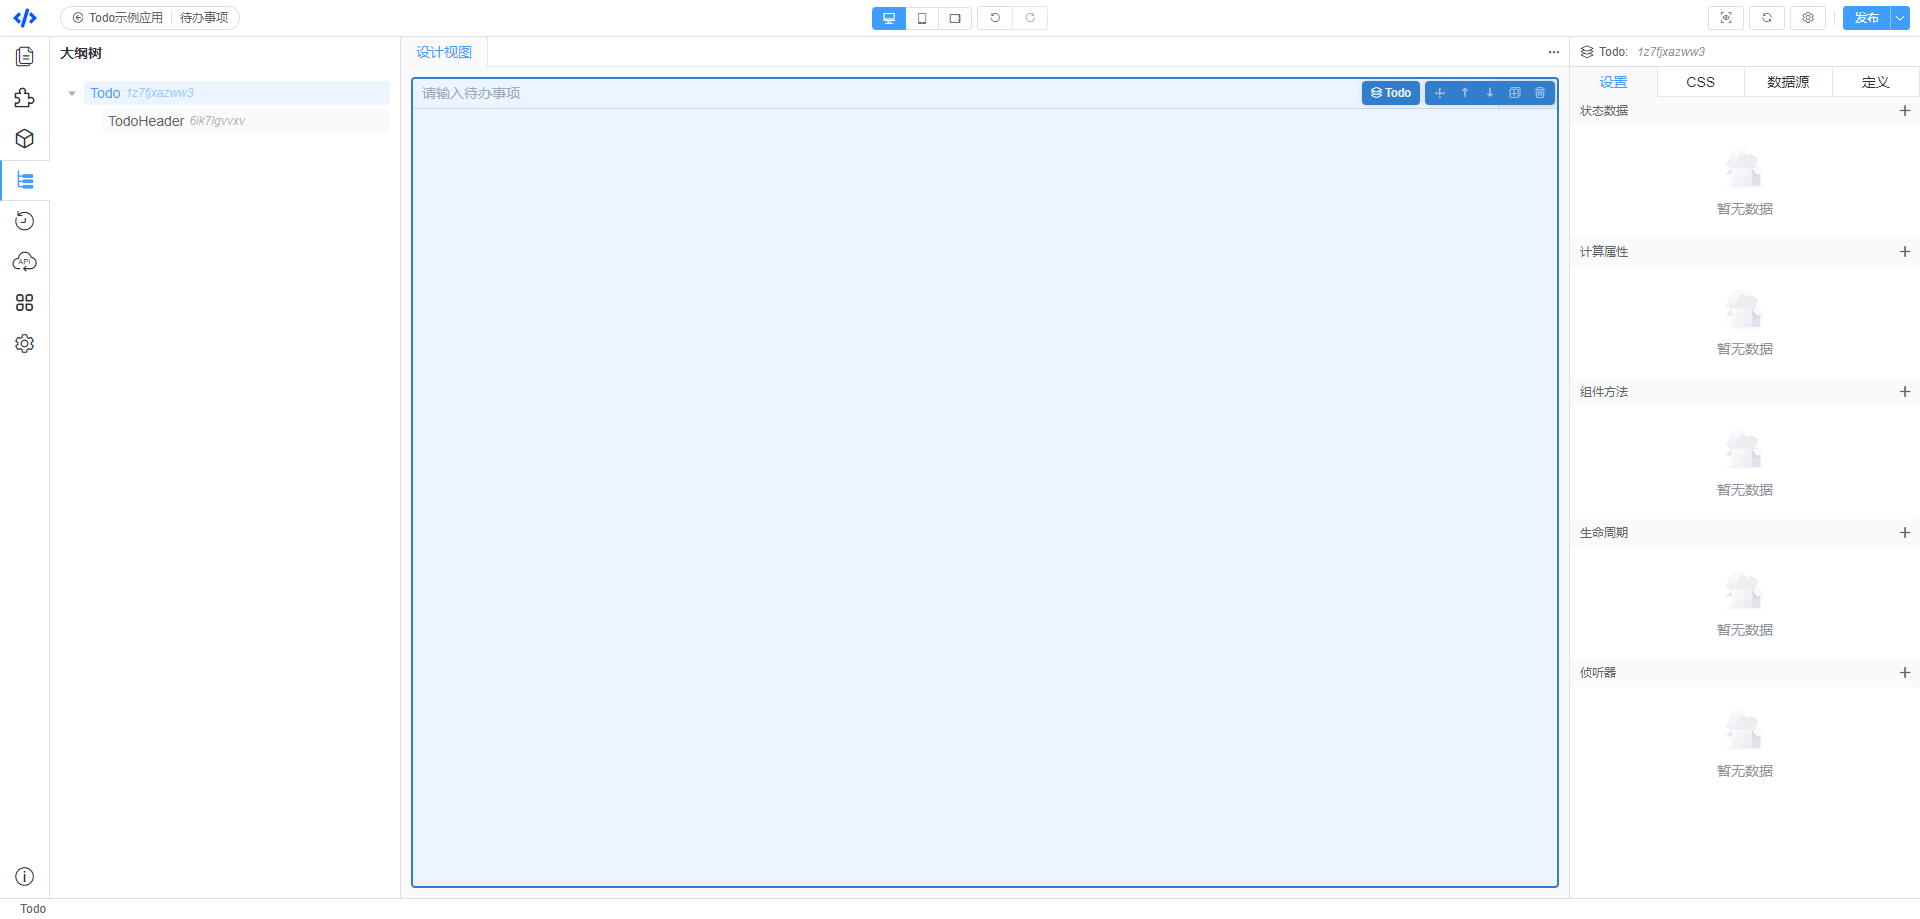 Todo示例应用 待办事项
发布
大纲树
Todo 1z7fjxazww3
TodoHeader 6ik7lgvvxv
API
设计视图
请输入待办事项
Todo
Todo: 1z7fjxazww3
设置 CSS 数据源 定义
状态数据
暂无数据
计算属性
暂无数据
组件方法
暂无数据
生命周期
暂无数据
侦听器
暂无数据
Todo